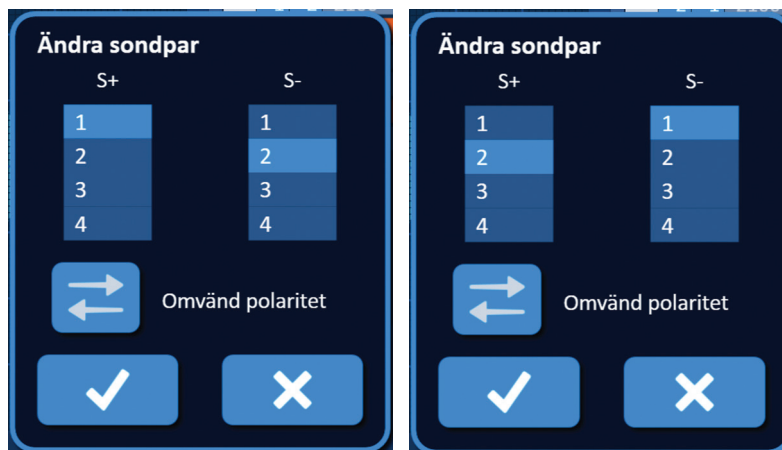 Ändra sondpar
S+ S-
1 1
2 2
3 3
4 4
Omvänd polaritet
Ändra sondpar
S+ S-
1 1
2 2
3 3
4 4
Omvänd polaritet